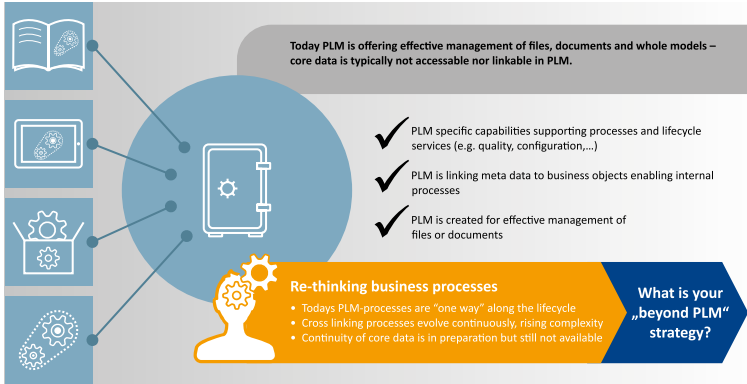 Today PLM is offering effective management of files, documents and whole models –
core data is typically not accessable nor linkable in PLM.
PLM specific capabilities supporting processes and lifecycle
services (e.g. quality, configuration,...)
PLM is linking meta data to business objects enabling internal
processes
PLM is created for effective management of
files or documents
Re-thinking business processes
• Todays PLM-processes are “one way” along the lifecycle
• Cross linking processes evolve continuously, rising complexity
• Continuity of core data is in preparation but still not available
What is your
„beyond PLM“
strategy?